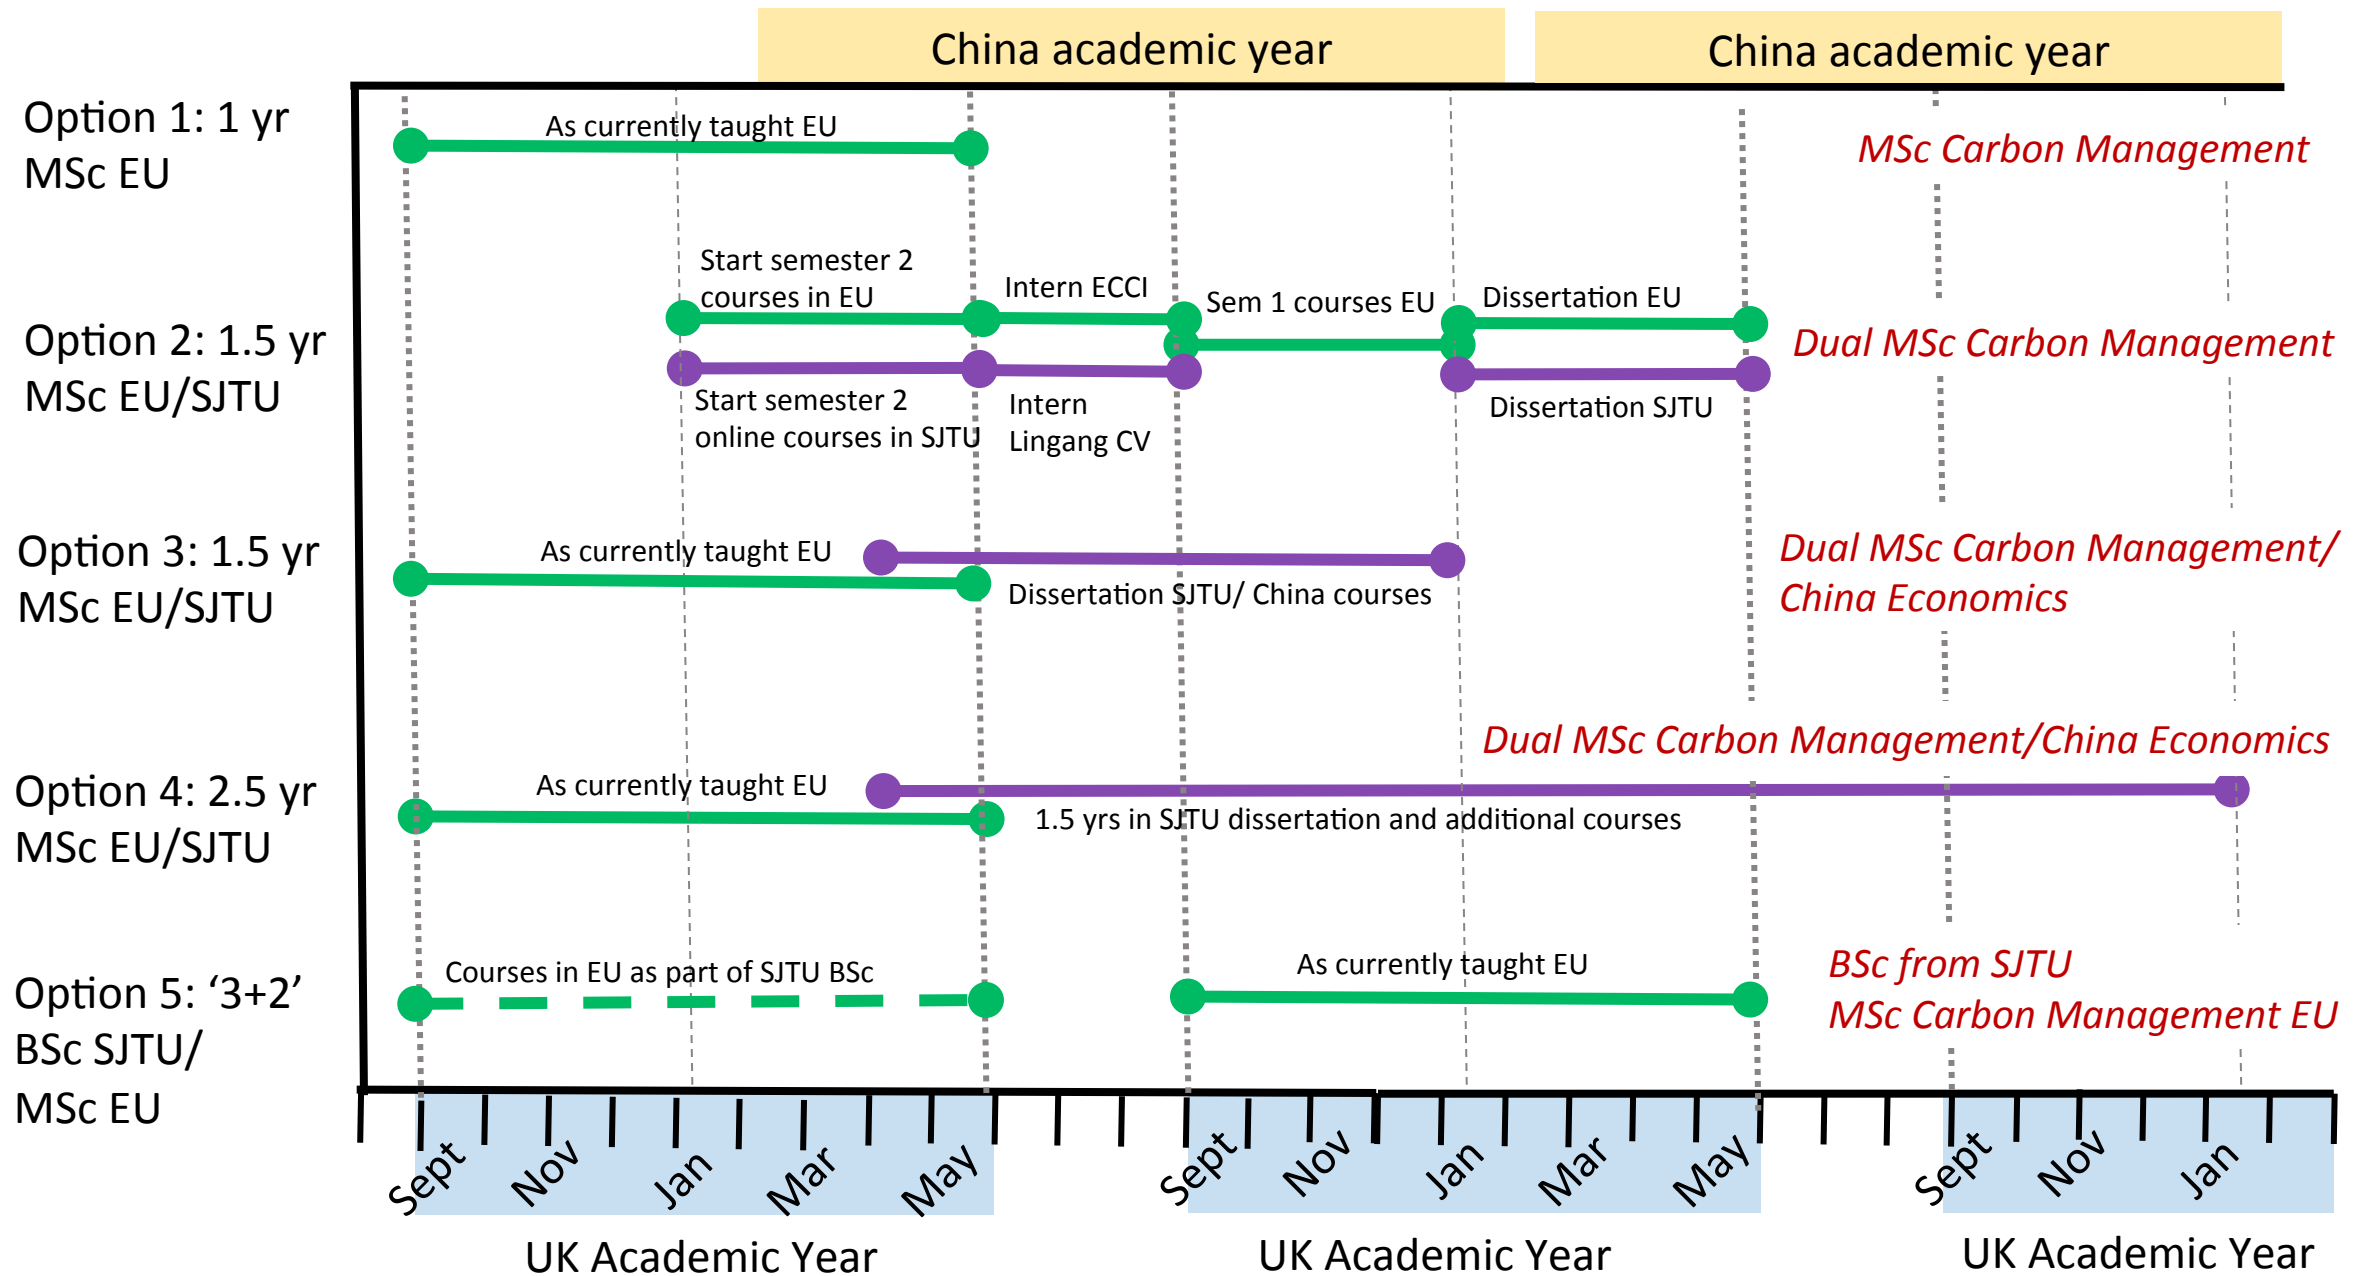 China academic year
China academic year
Option 1: 1 yr
MSc EU
As currently taught EU
MSc Carbon Management
Option 2: 1.5 yr
MSc EU/SJTU
Start semester 2
courses in EU
Intern ECCI
Sem 1 courses EU
Dissertation EU
Start semester 2
online courses in SJTU
Intern
Lingang CV
Dissertation SJTU
Dual MSc Carbon Management
Option 3: 1.5 yr
MSc EU/SJTU
As currently taught EU
Dissertation SJTU/ China courses
Dual MSc Carbon Management/
China Economics
Option 4: 2.5 yr
MSc EU/SJTU
As currently taught EU
1.5 yrs in SJTU dissertation and additional courses
Dual MSc Carbon Management/China Economics
Option 5: ‘3+2’
BSc SJTU/
MSc EU
Courses in EU as part of SJTU BSc
As currently taught EU
BSc from SJTU
MSc Carbon Management EU
Sept
Nov
Jan
Mar
May
Sept
Nov
Jan
Mar
May
Sept
Nov
Jan
UK Academic Year
UK Academic Year
UK Academic Year